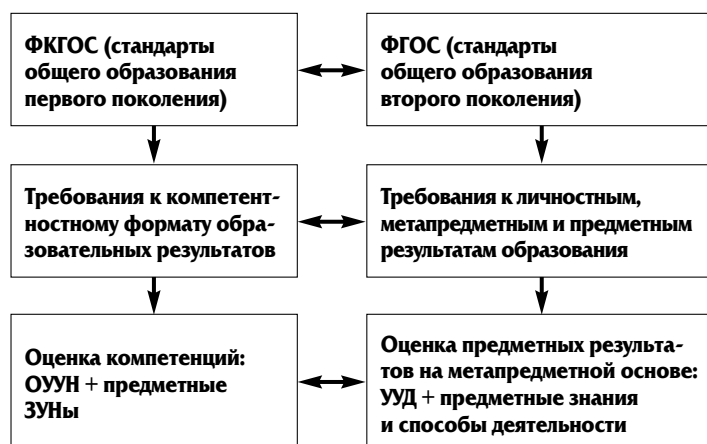 ФКГОС (стандарты
общего образования
первого поколения)
ФГОС (стандарты
общего образования
второго поколения)
Требования к компетент-
ностному формату обра-
зовательных результатов
Требования к личностным,
метапредметным и предметным
результатам образования
Оценка компетенций:
ОУУН + предметные
ЗУНы
Оценка предметных результа-
тов на метапредметной основе:
УУД + предметные знания
и способы деятельности